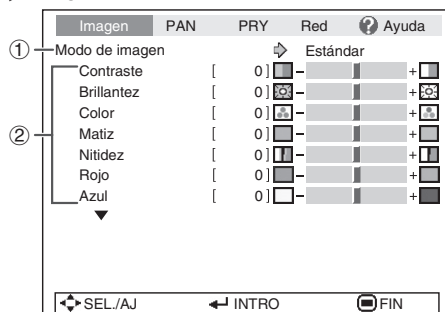 Imagen PAN PRY Red ? Ayuda
① Modo de imagen Estándar
Contraste [ 0 ] - +
Brillantez [ 0 ] - +
Color [ 0 ] - +
② Matiz [ 0 ] - +
Nitidez [ 0 ] - +
Rojo [ 0 ] - +
Azul [ 0 ] - +
SEL./AJ INTRO FIN